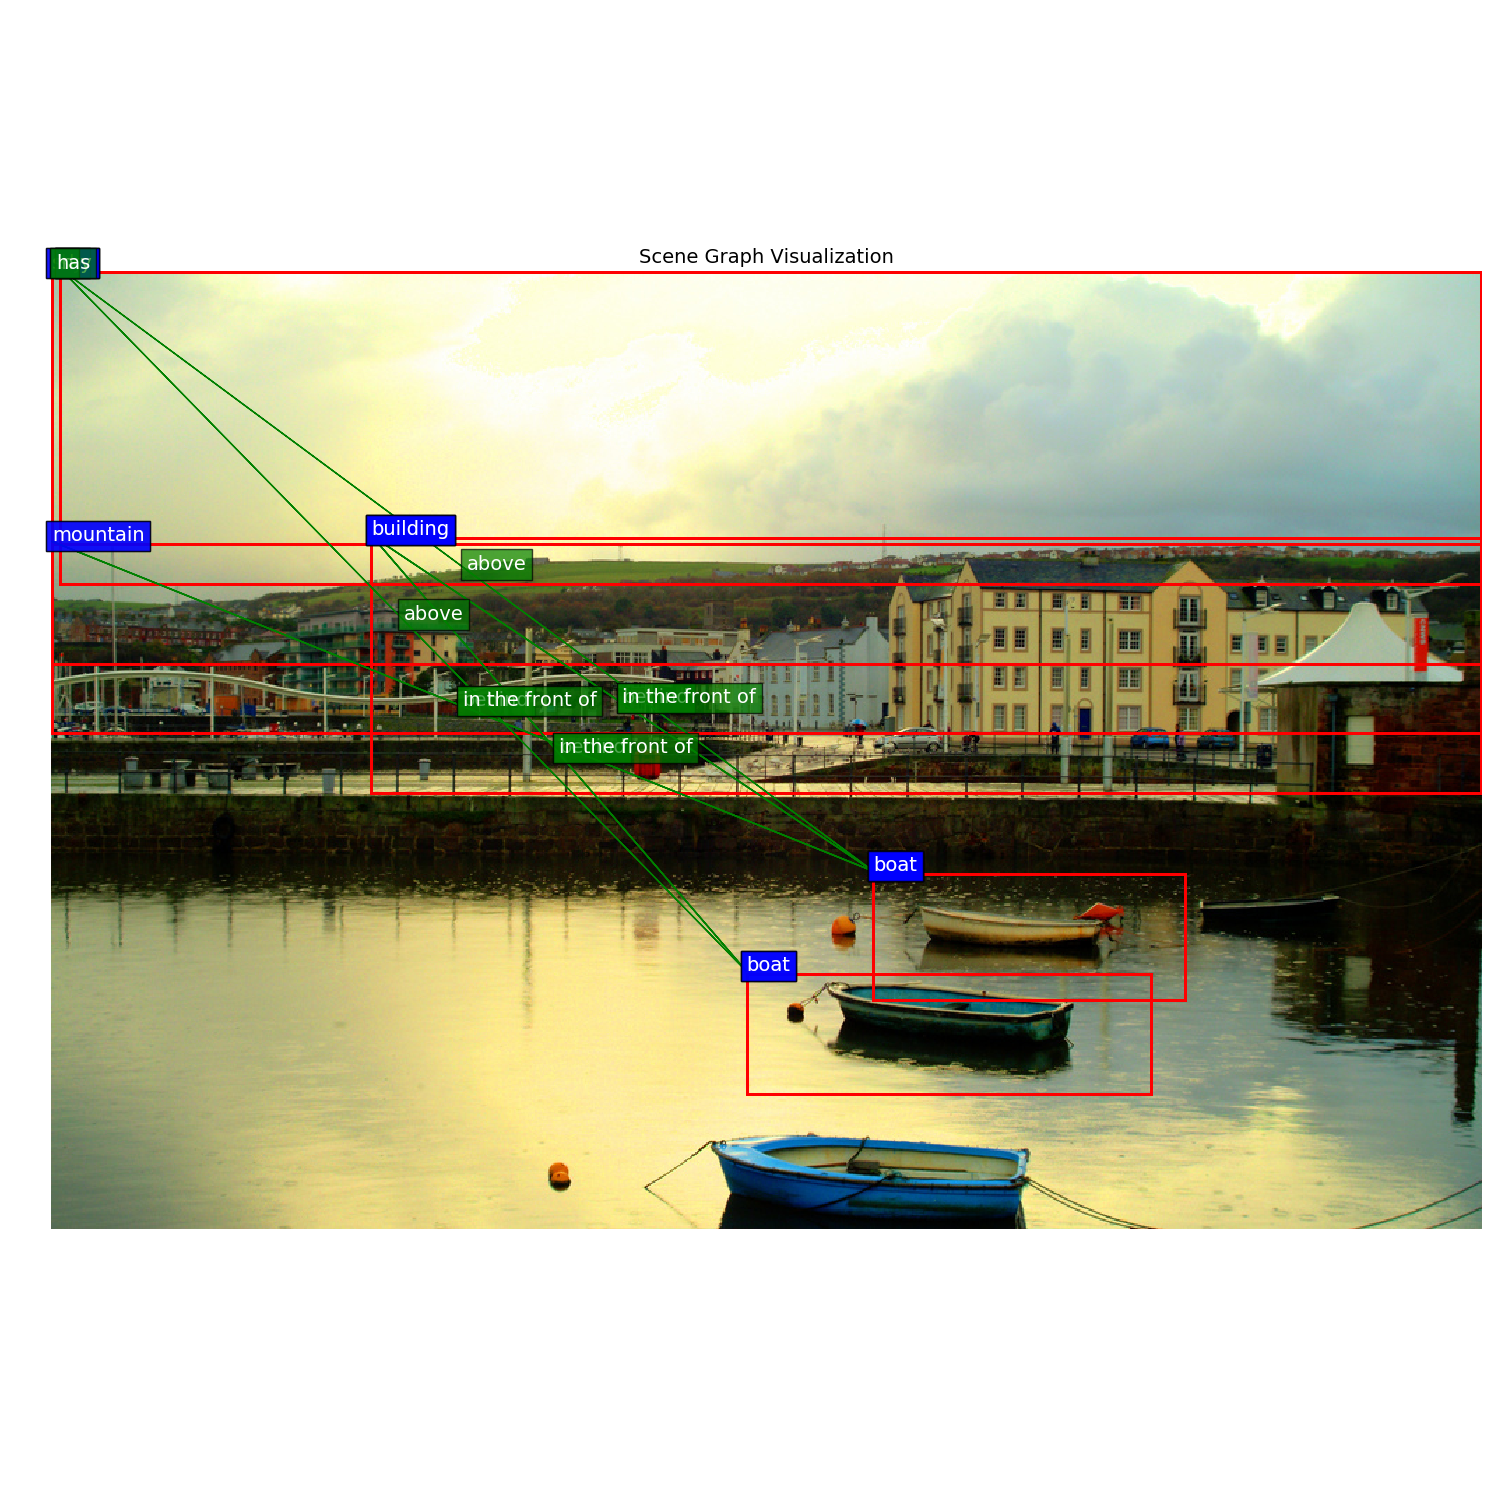 Scene Graph Visualization
has
building
mountain
above
above
in the front of
in the front of
in the front of
boat
boat